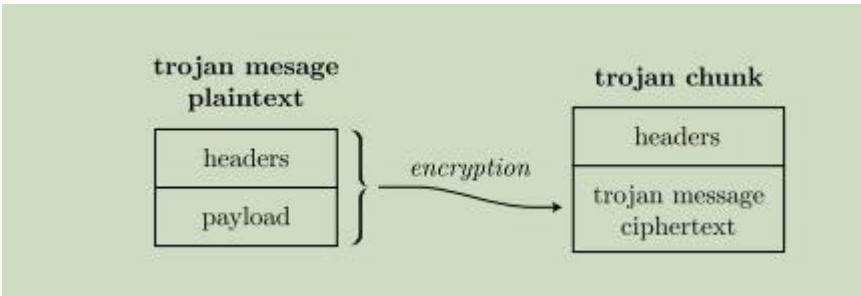 trojan mesage
plaintext
headers
payload
encryption
trojan chunk
headers
trojan message
ciphertext